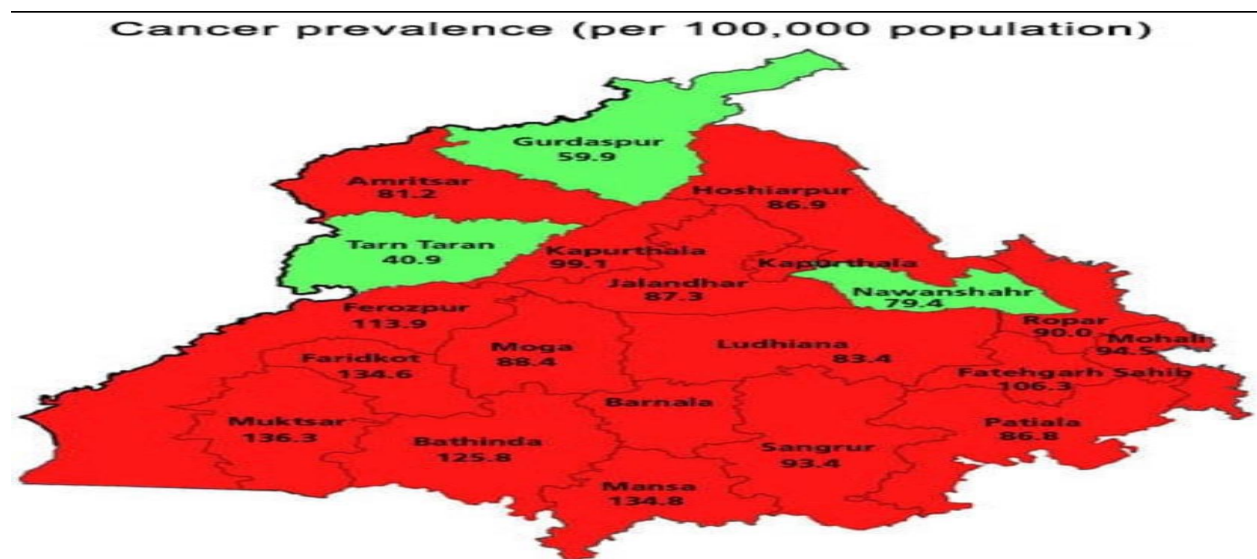 Cancer prevalence (per 100,000 population)
Gurdaspur
59.9
Amritsar
81.2
Hoshiarpur
86.9
Tarn Taran
40.9
Kapurthala
99.1
Kapurthala
Jalandhar
87.3
Nawanshahr
79.4
Ferozpur
113.9
Ropar
90.0
Mohali
94.5
Moga
88.4
Ludhiana
83.4
Faridkot
134.6
Fatehgarh Sahib
106.3
Barnala
Muktsar
136.3
Bathinda
125.8
Sangrur
93.4
Patiala
86.8
Mansa
134.8